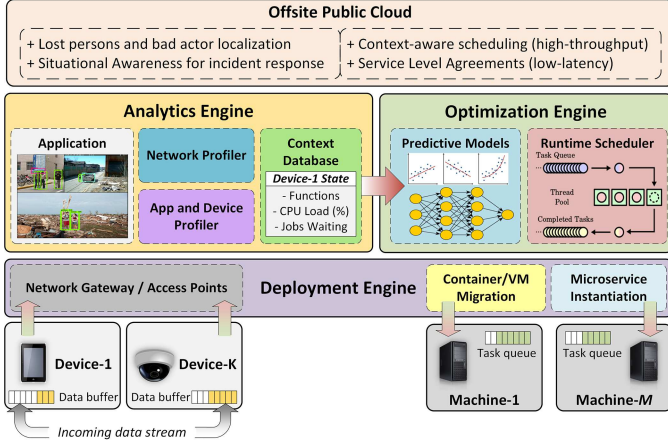 Offsite Public Cloud
+ Lost persons and bad actor localization
+ Situational Awareness for incident response
+ Context-aware scheduling (high-throughput)
+ Service Level Agreements (low-latency)
Analytics Engine
Application
Network Profiler
App and Device
Profiler
Context
Database
Device-1 State
- Functions
- CPU Load (%)
- Jobs Waiting
Optimization Engine
Predictive Models
Runtime Scheduler
Task Queue
Thread
Pool
Completed Tasks
Deployment Engine
Network Gateway / Access Points
Container/VM
Migration
Microservice
Instantiation
Device-1
Data buffer
Device-K
Data buffer
Incoming data stream
Task queue
Machine-1
Task queue
Machine-M